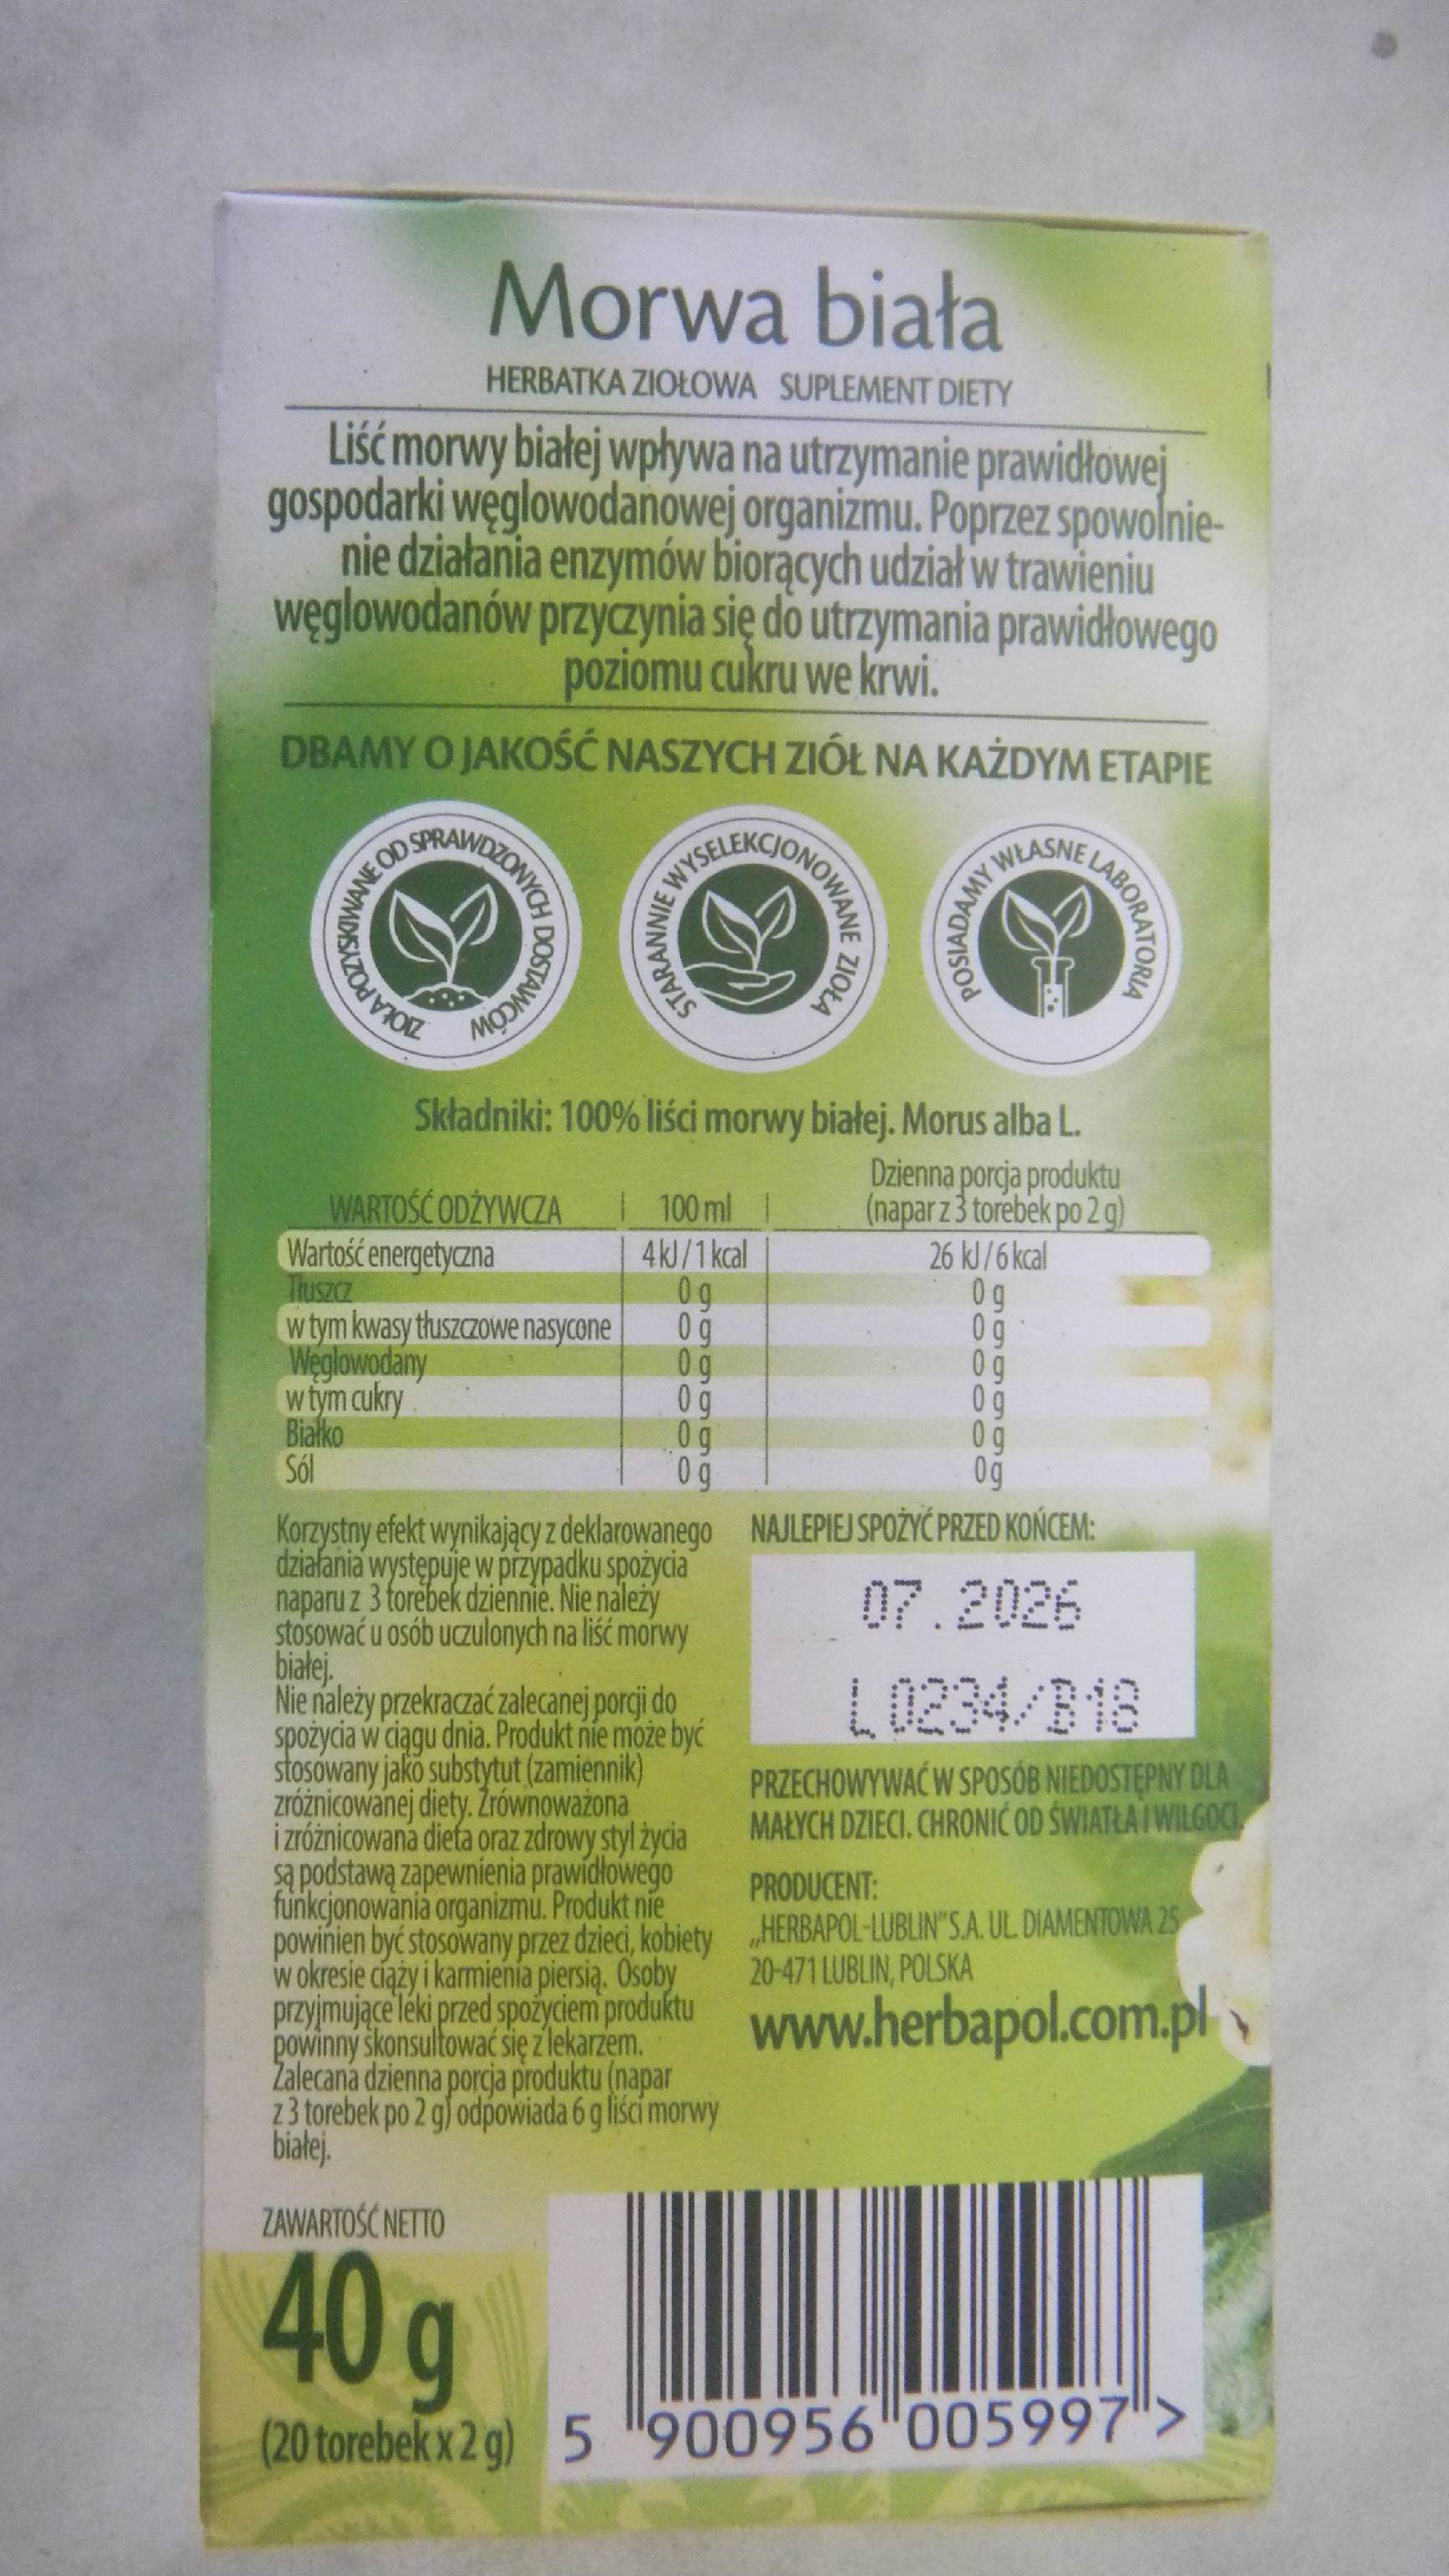 Morwa biała
HERBATKA ZIOŁOWA SUPLEMENT DIETY
Liść morwy białej wpływa na utrzymanie prawidłowej
gospodarki węglowodanowej organizmu. Poprzez spowolnie-
nie działania enzymów biorących udział w trawieniu
węglowodanów przyczynia się do utrzymania prawidłowego
poziomu cukru we krwi.
DBAMY O JAKOŚĆ NASZYCH ZIÓŁ NA KAŻDYM ETAPIE
ZIOŁA POZYSKIWANE OD SPRAWDZONYCH DOSTAWCÓW
STARANNIE WYSELEKCJONOWANE ZIOŁA
POSIADAMY WŁASNE LABORATORIA
Składniki: 100% liści morwy białej. Morus alba L.
Dzienna porcja produktu
WARTOŚĆ ODŻYWCZA | 100 ml | (napar z 3 torebek po 2 g)
Wartość energetyczna 4 kJ / 1 kcal 26 kJ / 6 kcal
Tłuszcz 0 g 0 g
w tym kwasy tłuszczowe nasycone 0 g 0 g
Węglowodany 0 g 0 g
w tym cukry 0 g 0 g
Białko 0 g 0 g
Sól 0 g 0g
Korzystny efekt wynikający z deklarowanego
działania występuje w przypadku spożycia
naparu z 3 torebek dziennie. Nie należy
stosować u osób uczulonych na liść morwy
białej.
Nie należy przekraczać zalecanej porcji do
spożycia w ciągu dnia. Produkt nie może być
stosowany jako substytut (zamiennik)
zróżnicowanej diety. Zrównoważona
i zróżnicowana dieta oraz zdrowy styl życia
są podstawą zapewnienia prawidłowego
funkcjonowania organizmu. Produkt nie
powinien być stosowany przez dzieci, kobiety
w okresie ciąży i karmienia piersią. Osoby
przyjmujące leki przed spożyciem produktu
powinny skonsultować się z lekarzem.
Zalecana dzienna porcja produktu (napar
z 3 torebek po 2 g) odpowiada 6 g liści morwy
białej.
NAJLEPIEJ SPOŻYĆ PRZED KOŃCEM:
07.2026
L0234/B18
PRZECHOWYWAĆ W SPOSÓB NIEDOSTĘPNY DLA
MAŁYCH DZIECI. CHRONIĆ OD ŚWIATŁA I WILGOCI.
PRODUCENT:
„HERBAPOL-LUBLIN" S.A. UL. DIAMENTOWA 25
20-471 LUBLIN, POLSKA
www.herbapol.com.pl
ZAWARTOŚĆ NETTO
40 g
(20 torebek x 2 g)
5 900956 005997 >